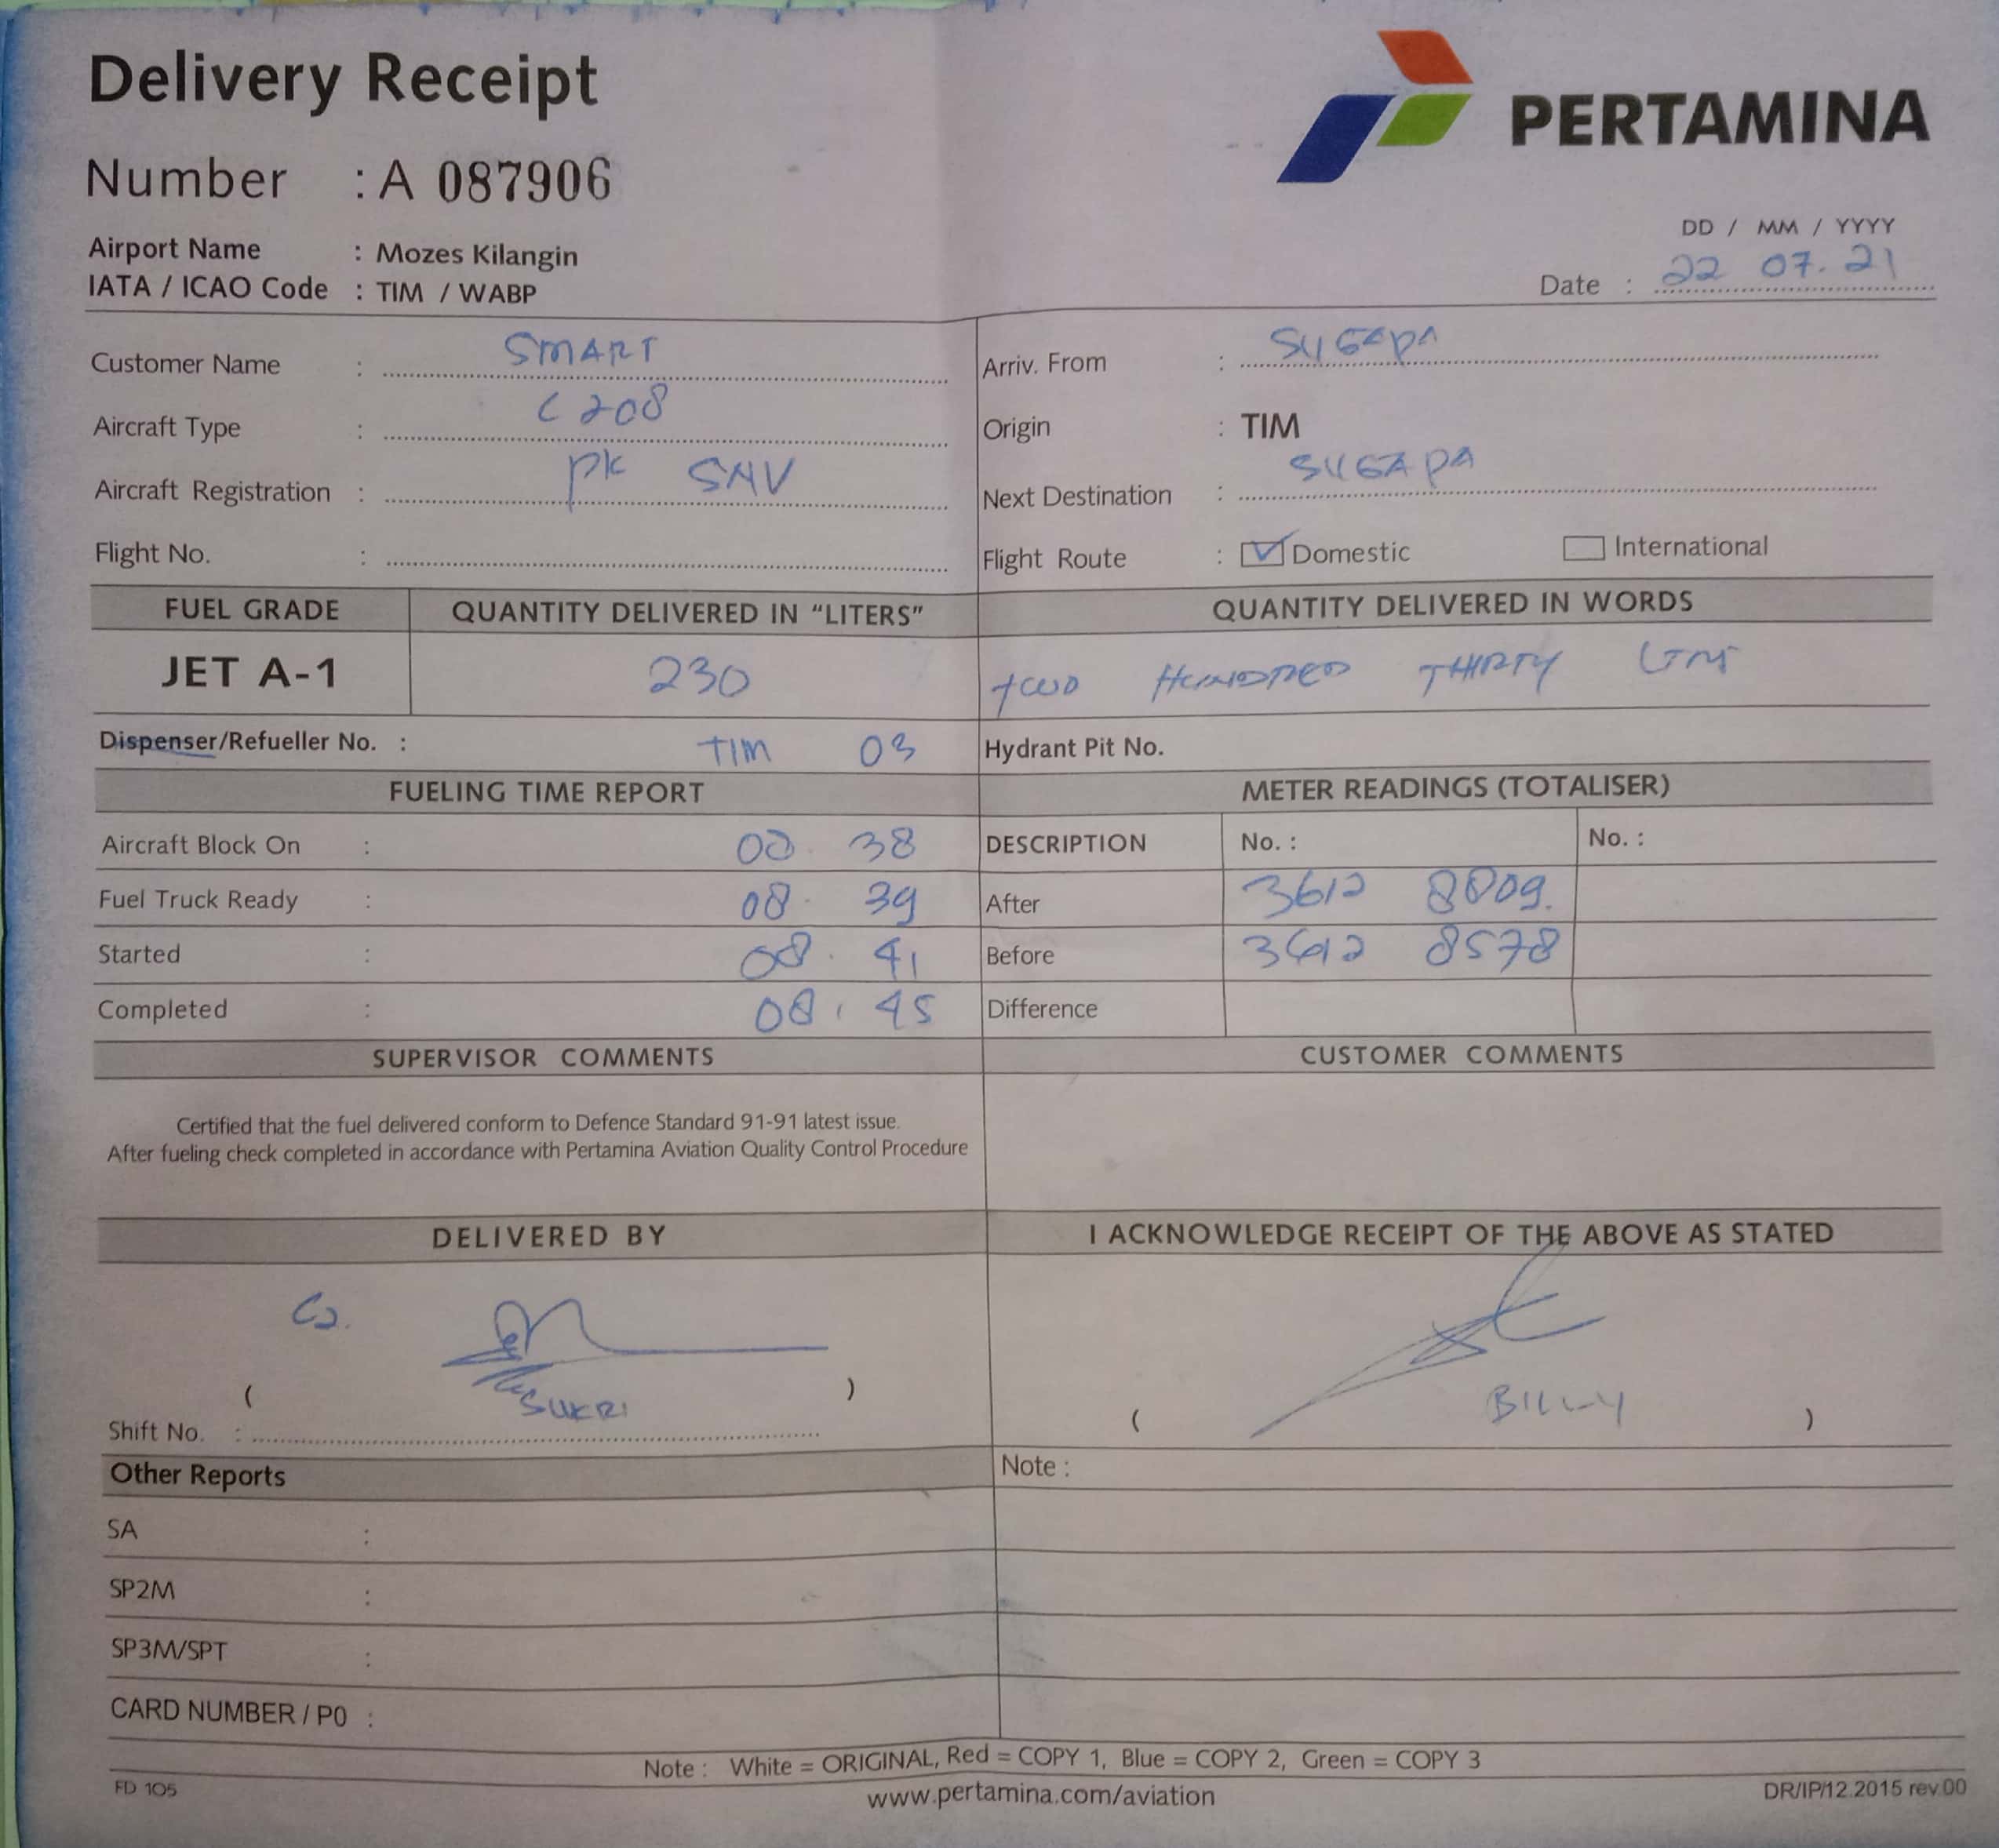 Delivery Receipt
PERTAMINA
Number : A 087906
Airport Name : Mozes Kilangin
IATA / ICAO Code : TIM / WABP
DD / MM / YYYY
Date : 22 07.21
Customer Name : SMART
Aircraft Type : C 208
Aircraft Registration : PK SNV
Flight No. :
Arriv. From : SUGAPA
Origin : TIM
Next Destination : SUGAPA
Flight Route : Domestic International
FUEL GRADE QUANTITY DELIVERED IN “LITERS” QUANTITY DELIVERED IN WORDS
JET A-1 230 TWO HUNDRED THIRTY
Dispenser/Refueller No. : TIM 03 Hydrant Pit No.
FUELING TIME REPORT METER READINGS (TOTALISER)
Aircraft Block On : 38 DESCRIPTION No. : No. :
Fuel Truck Ready : 08. 39 After 3612
Started : 08. 41 Before 3612 8578
Completed : 08. 45 Difference
SUPERVISOR COMMENTS CUSTOMER COMMENTS
Certified that the fuel delivered conform to Defence Standard 91-91 latest issue.
After fueling check completed in accordance with Pertamina Aviation Quality Control Procedure
DELIVERED BY I ACKNOWLEDGE RECEIPT OF THE ABOVE AS STATED
( SUKRI ) ( BILLY )
Shift No. :
Other Reports Note :
SA :
SP2M :
SP3M/SPT :
CARD NUMBER / P0 :
Note : White = ORIGINAL, Red = COPY 1, Blue = COPY 2, Green = COPY 3
FD 105 www.pertamina.com/aviation DR/IP/12.2015 rev.00